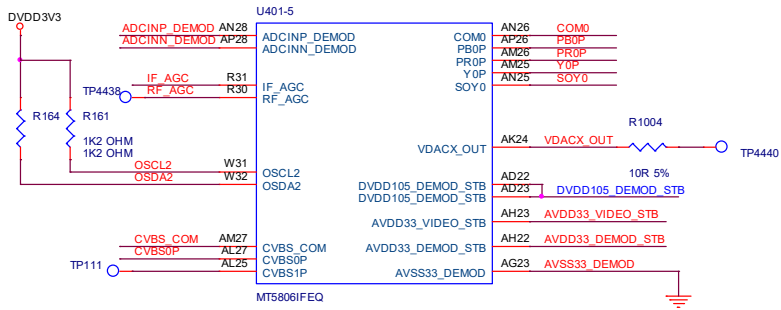 U401-5
DVDD3V3
ADCINP_DEMOD AN28 ADCINP_DEMOD
ADCINN_DEMOD AP28 ADCINN_DEMOD
COM0 AN26 COM0
PB0P AP26 PB0P
PR0P AM26 PR0P
Y0P AM25 Y0P
SOY0 AN25 SOY0
IF_AGC R31 IF_AGC
TP4438 RF_AGC R30 RF_AGC
R164 R161
1K2 OHM
1K2 OHM
VDACX_OUT AK24 VDACX_OUT R1004 TP4440
10R 5%
OSCL2 W31 OSCL2
OSDA2 W32 OSDA2
DVDD105_DEMOD_STB AD22
DVDD105_DEMOD_STB AD23 DVDD105_DEMOD_STB
AVDD33_VIDEO_STB AH23 AVDD33_VIDEO_STB
CVBS_COM AM27 CVBS_COM
AVDD33_DEMOD_STB AH22 AVDD33_DEMOD_STB
CVBS0P AL27 CVBS0P
TP111 AL25 CVBS1P
AVSS33_DEMOD AG23 AVSS33_DEMOD
MT5806IFEQ